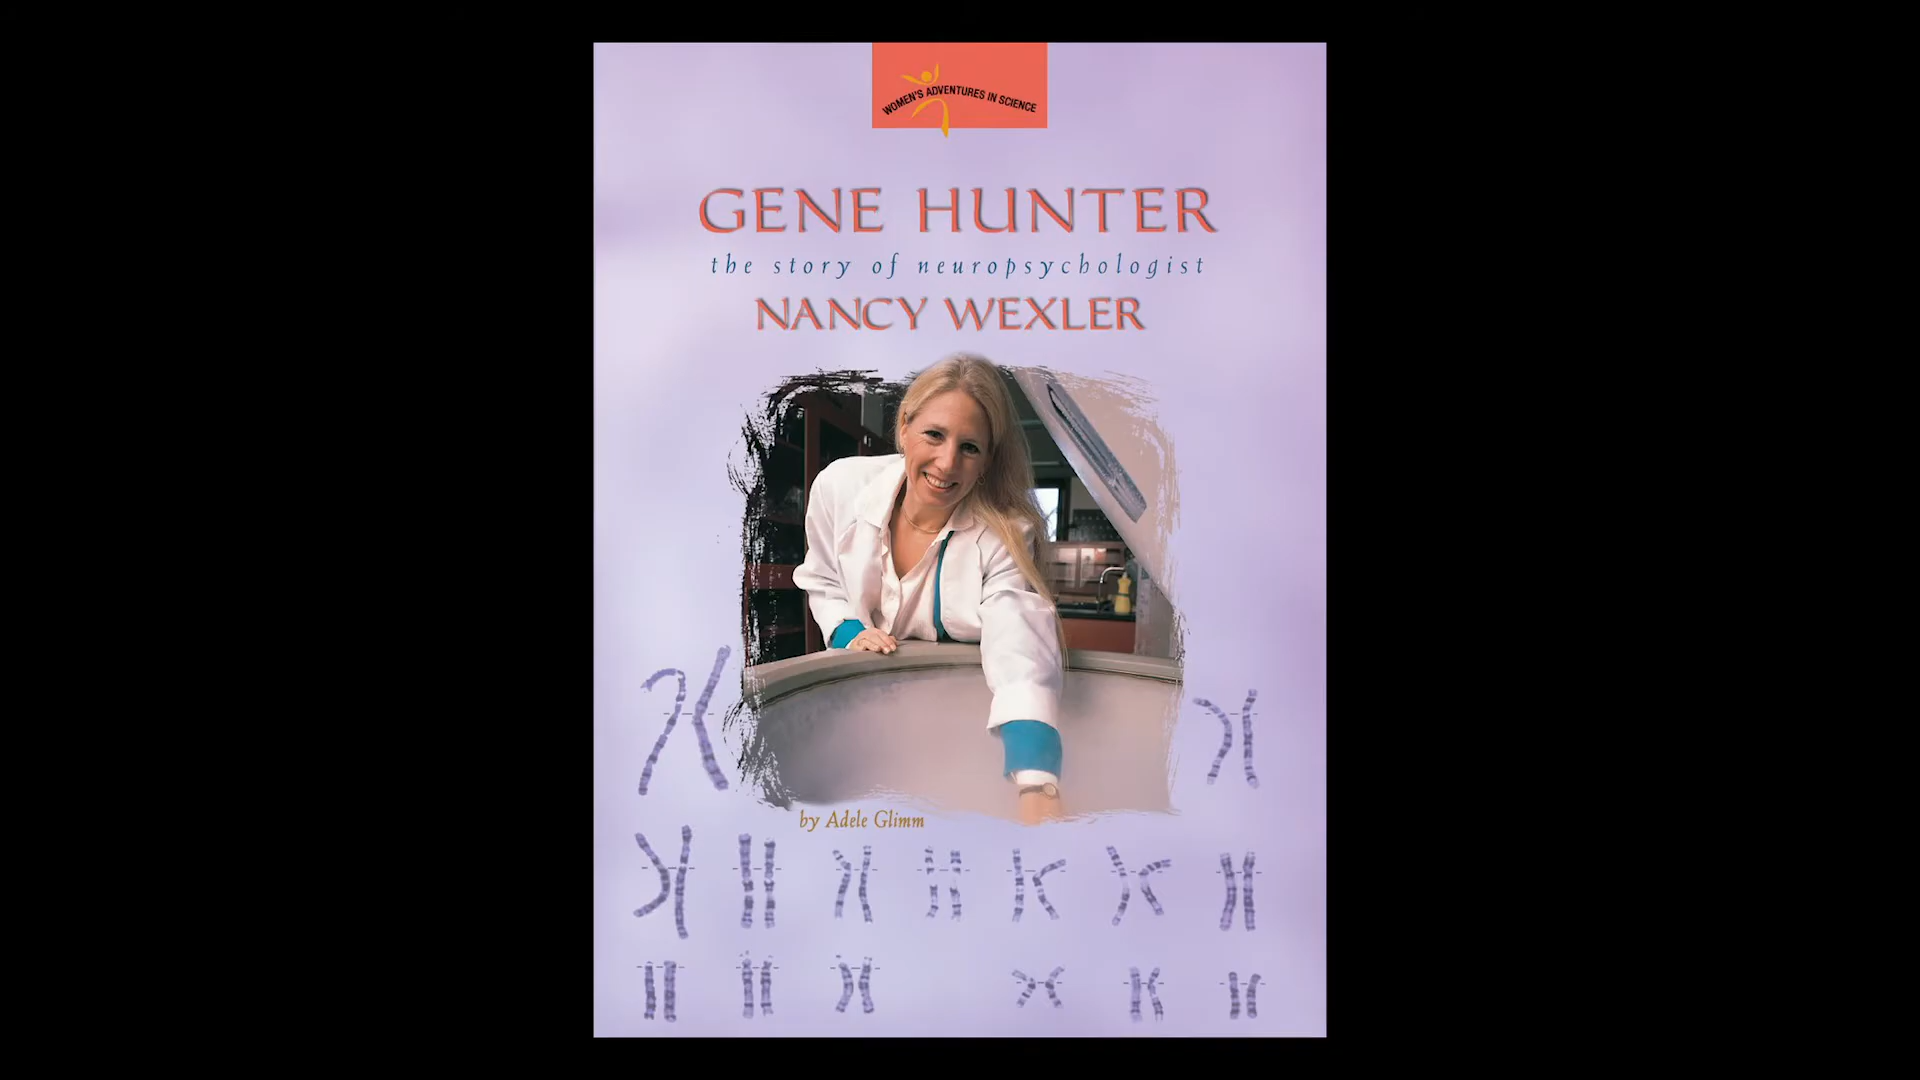 WOMEN'S ADVENTURES IN SCIENCE
GENE HUNTER
the story of neuropsychologist
NANCY WEXLER
by Adele Glimm